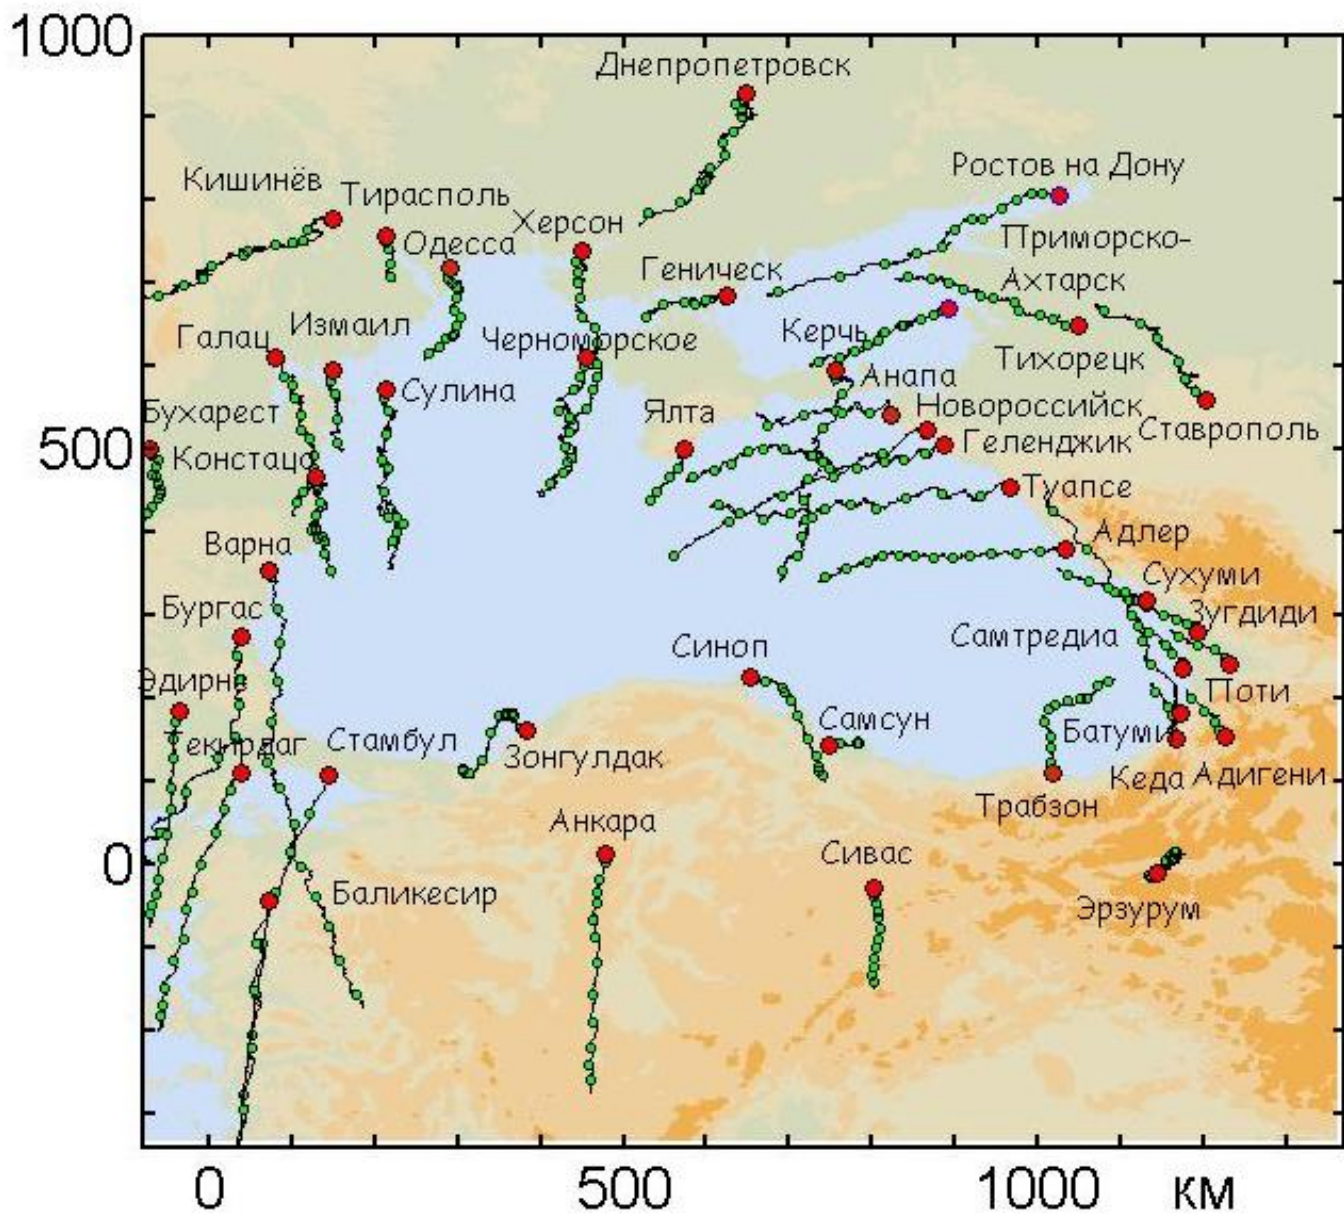 1000
Днепропетровск
Кишинёв
Тирасполь
Ростов на Дону
Херсон
Одесса
Приморско-
Ахтарск
Геническ
Галац
Измаил
Черноморское
Керчь
Тихорецк
Сулина
Анапа
Бухарест
Ялта
Новороссийск
Ставрополь
500
Констаца
Геленджик
Туапсе
Варна
Адлер
Сухуми
Бургас
Зугдиди
Синоп
Самтредиа
Эдирне
Поти
Текирдаг
Стамбул
Самсун
Батуми
Зонгулдак
Кеда
Адигени
Трабзон
Анкара
Сивас
0
Баликесир
Эрзурум
0
500
1000
км